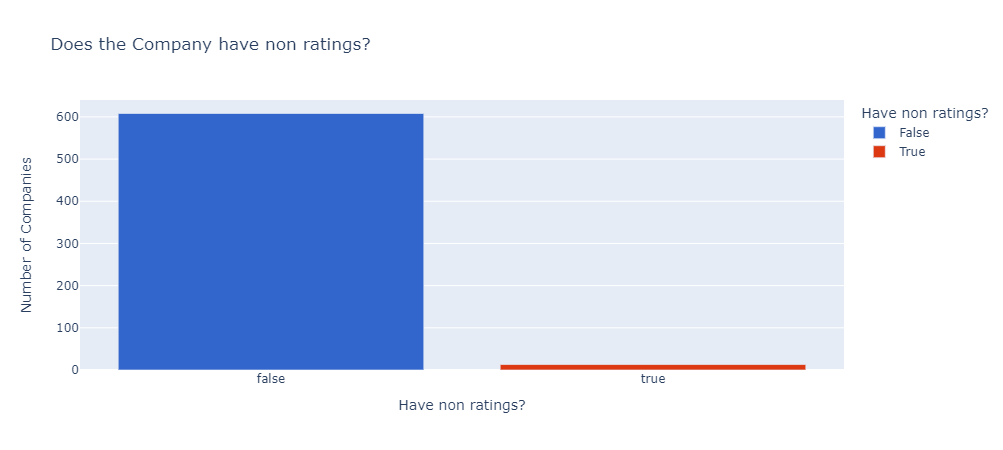 Does the Company have non ratings?
Have non ratings?
False
True
Number of Companies
600
500
400
300
200
100
0
false
true
Have non ratings?